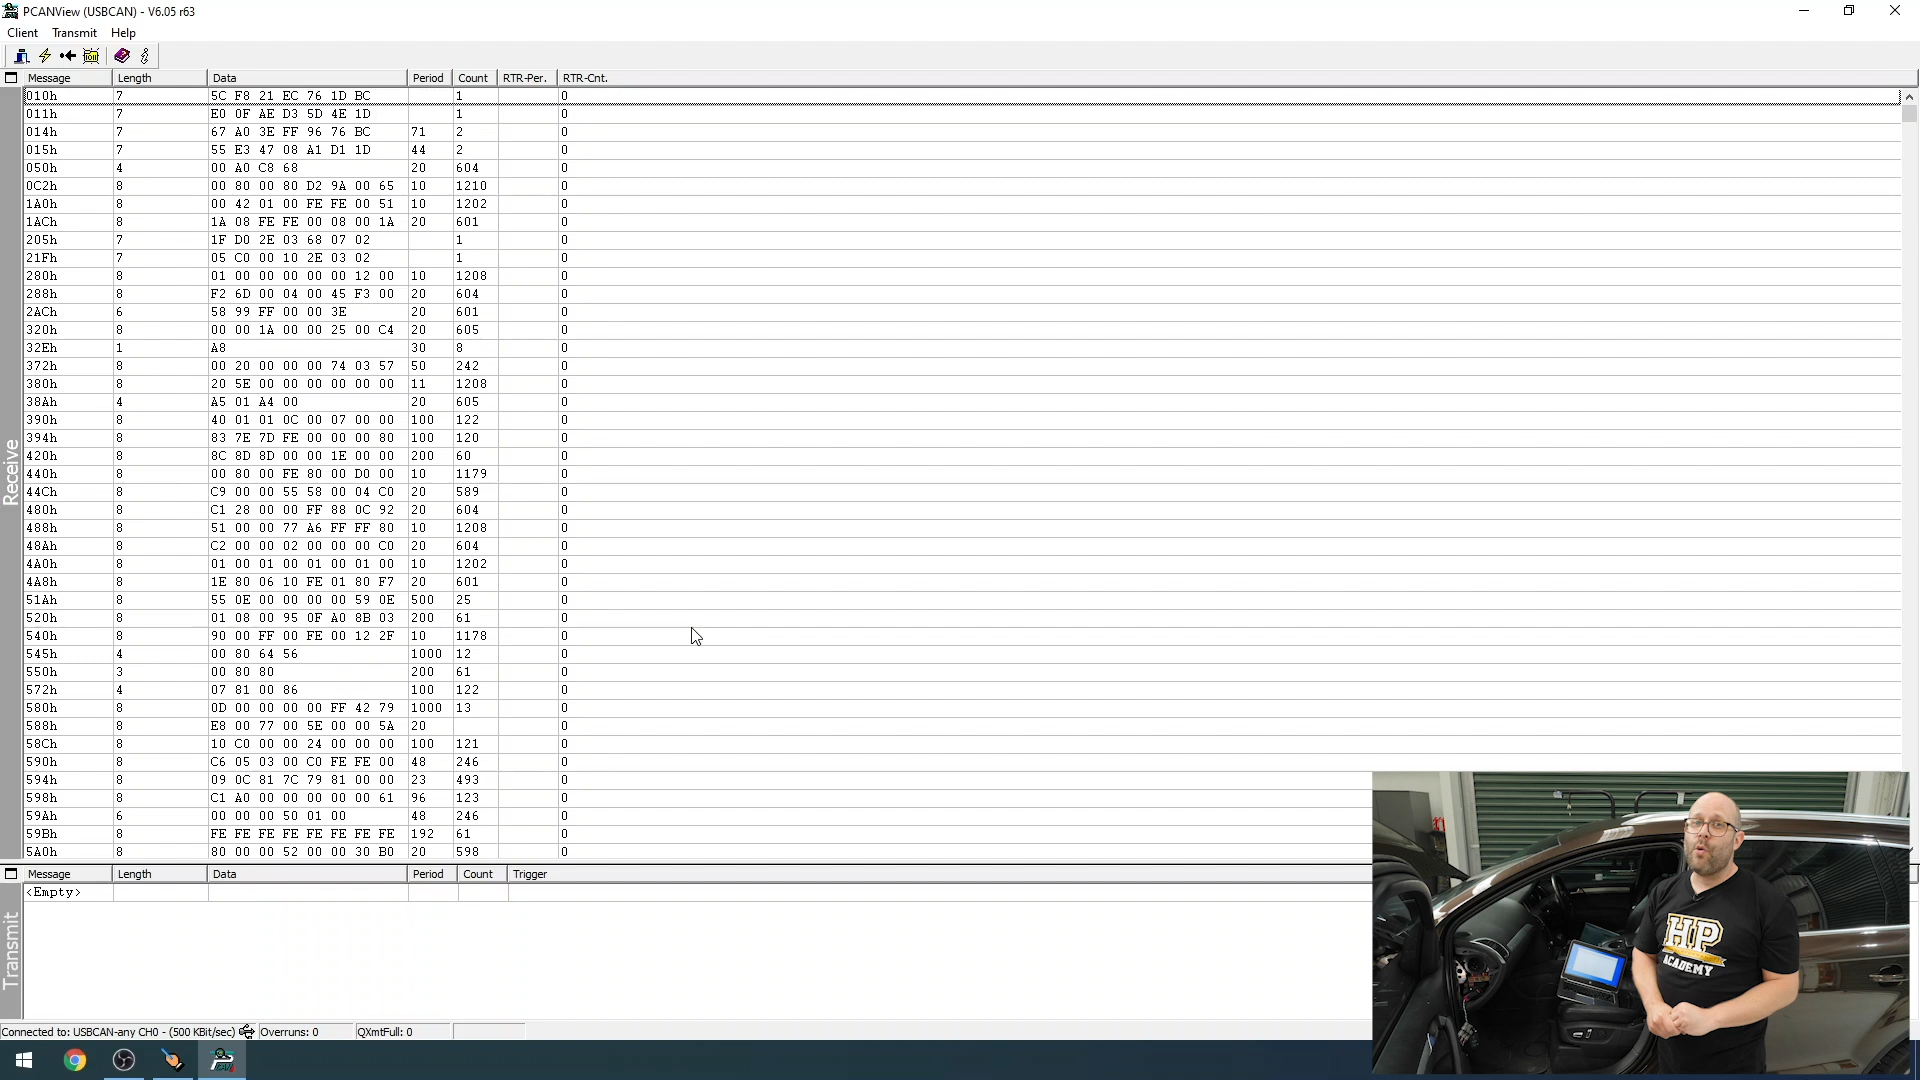 PCANView (USBCAN) - V6.05 r63
Client Transmit Help
Message Length Data Period Count RTR-Per. RTR-Cnt.
010h 7 5C F8 21 EC 76 1D BC 1 0
011h 7 E0 0F AE D3 5D 4E 1D 1 0
014h 7 67 A0 3E FF 96 76 BC 71 2 0
015h 7 55 E3 47 08 A1 D1 1D 44 2 0
050h 4 00 A0 C8 68 20 604 0
0C2h 8 00 80 00 80 D2 9A 00 65 10 1210 0
1A0h 8 00 42 01 00 FE FE 00 51 10 1202 0
1ACh 8 1A 08 FE FE 00 08 00 1A 20 601 0
205h 7 1F D0 2E 03 68 07 02 1 0
21Fh 7 05 C0 00 10 2E 03 02 1 0
280h 8 01 00 00 00 00 00 12 00 10 1208 0
288h 8 F2 6D 00 04 00 45 F3 00 20 604 0
2ACh 6 58 99 FF 00 00 3E 20 601 0
320h 8 00 00 1A 00 00 25 00 C4 20 605 0
32Eh 1 A8 30 8 0
372h 8 00 20 00 00 00 74 03 57 50 242 0
380h 8 20 5E 00 00 00 00 00 00 11 1208 0
38Ah 4 A5 01 A4 00 20 605 0
390h 8 40 01 01 0C 00 07 00 00 100 122 0
394h 8 83 7E 7D FE 00 00 00 80 100 120 0
420h 8 8C 8D 8D 00 00 1E 00 00 200 60 0
440h 8 00 80 00 FE 80 00 D0 00 10 1179 0
44Ch 8 C9 00 00 55 58 00 04 C0 20 589 0
480h 8 C1 28 00 00 FF 88 0C 92 20 604 0
488h 8 51 00 00 77 A6 FF FF 80 10 1208 0
48Ah 8 C2 00 00 02 00 00 00 C0 20 604 0
4A0h 8 01 00 01 00 01 00 01 00 10 1202 0
4A8h 8 1E 80 06 10 FE 01 80 F7 20 601 0
51Ah 8 55 0E 00 00 00 00 59 0E 500 25 0
520h 8 01 08 00 95 0F A0 8B 03 200 61 0
540h 8 90 00 FF 00 FE 00 12 2F 10 1178 0
545h 4 00 80 64 56 1000 12 0
550h 3 00 80 80 200 61 0
572h 4 07 81 00 86 100 122 0
580h 8 0D 00 00 00 00 FF 42 79 1000 13 0
588h 8 E8 00 77 00 5E 00 00 5A 20 0
58Ch 8 10 C0 00 00 24 00 00 00 100 121 0
590h 8 C6 05 03 00 C0 FE FE 00 48 246 0
594h 8 09 0C 81 7C 79 81 00 00 23 493 0
598h 8 C1 A0 00 00 00 00 00 61 96 123 0
59Ah 6 00 00 00 50 01 00 48 246 0
59Bh 8 FE FE FE FE FE FE FE FE 192 61 0
5A0h 8 80 00 00 52 00 00 30 B0 20 598 0
Receive
Message Length Data Period Count Trigger
<Empty>
Transmit
Connected to: USBCAN-any CH0 - (500 KBit/sec) Overruns: 0 QXmtFull: 0
HP
ACADEMY